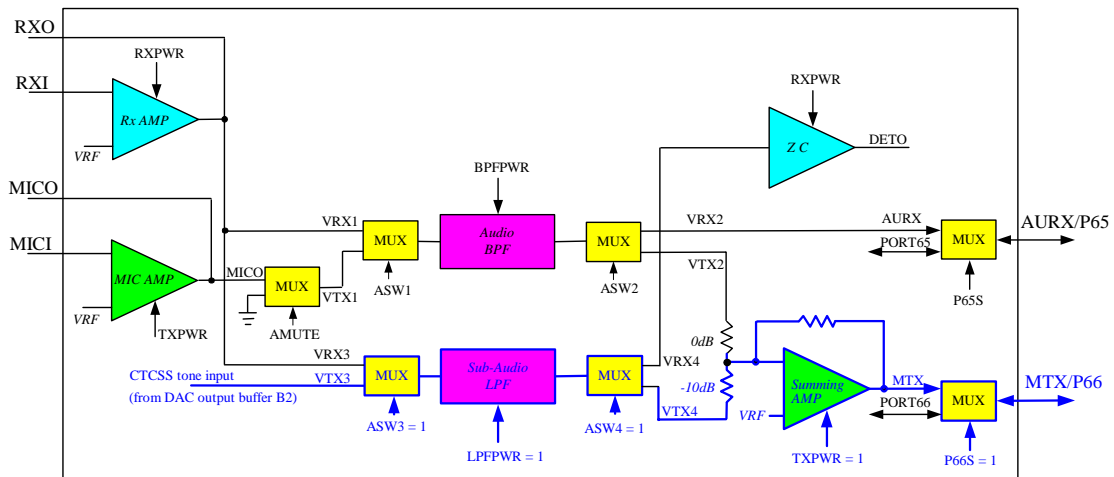 RXO
RXPWR
RXI
Rx AMP
VRF
RXPWR
Z C
DETO
MICO
BPFPWR
MICI
MIC AMP
VRF
TXPWR
MICO
MUX
VTX1
AMUTE
VRX1
MUX
ASW1
Audio
BPF
MUX
ASW2
VRX2
VTX2
AURX
PORT65
MUX
P65S
AURX/P65
0dB
-10dB
CTCSS tone input
(from DAC output buffer B2)
VRX3
VTX3
MUX
ASW3 = 1
Sub-Audio
LPF
LPFPWR = 1
MUX
ASW4 = 1
VRX4
VTX4
VRF
Summing
AMP
TXPWR = 1
MTX
PORT66
MUX
P66S = 1
MTX/P66